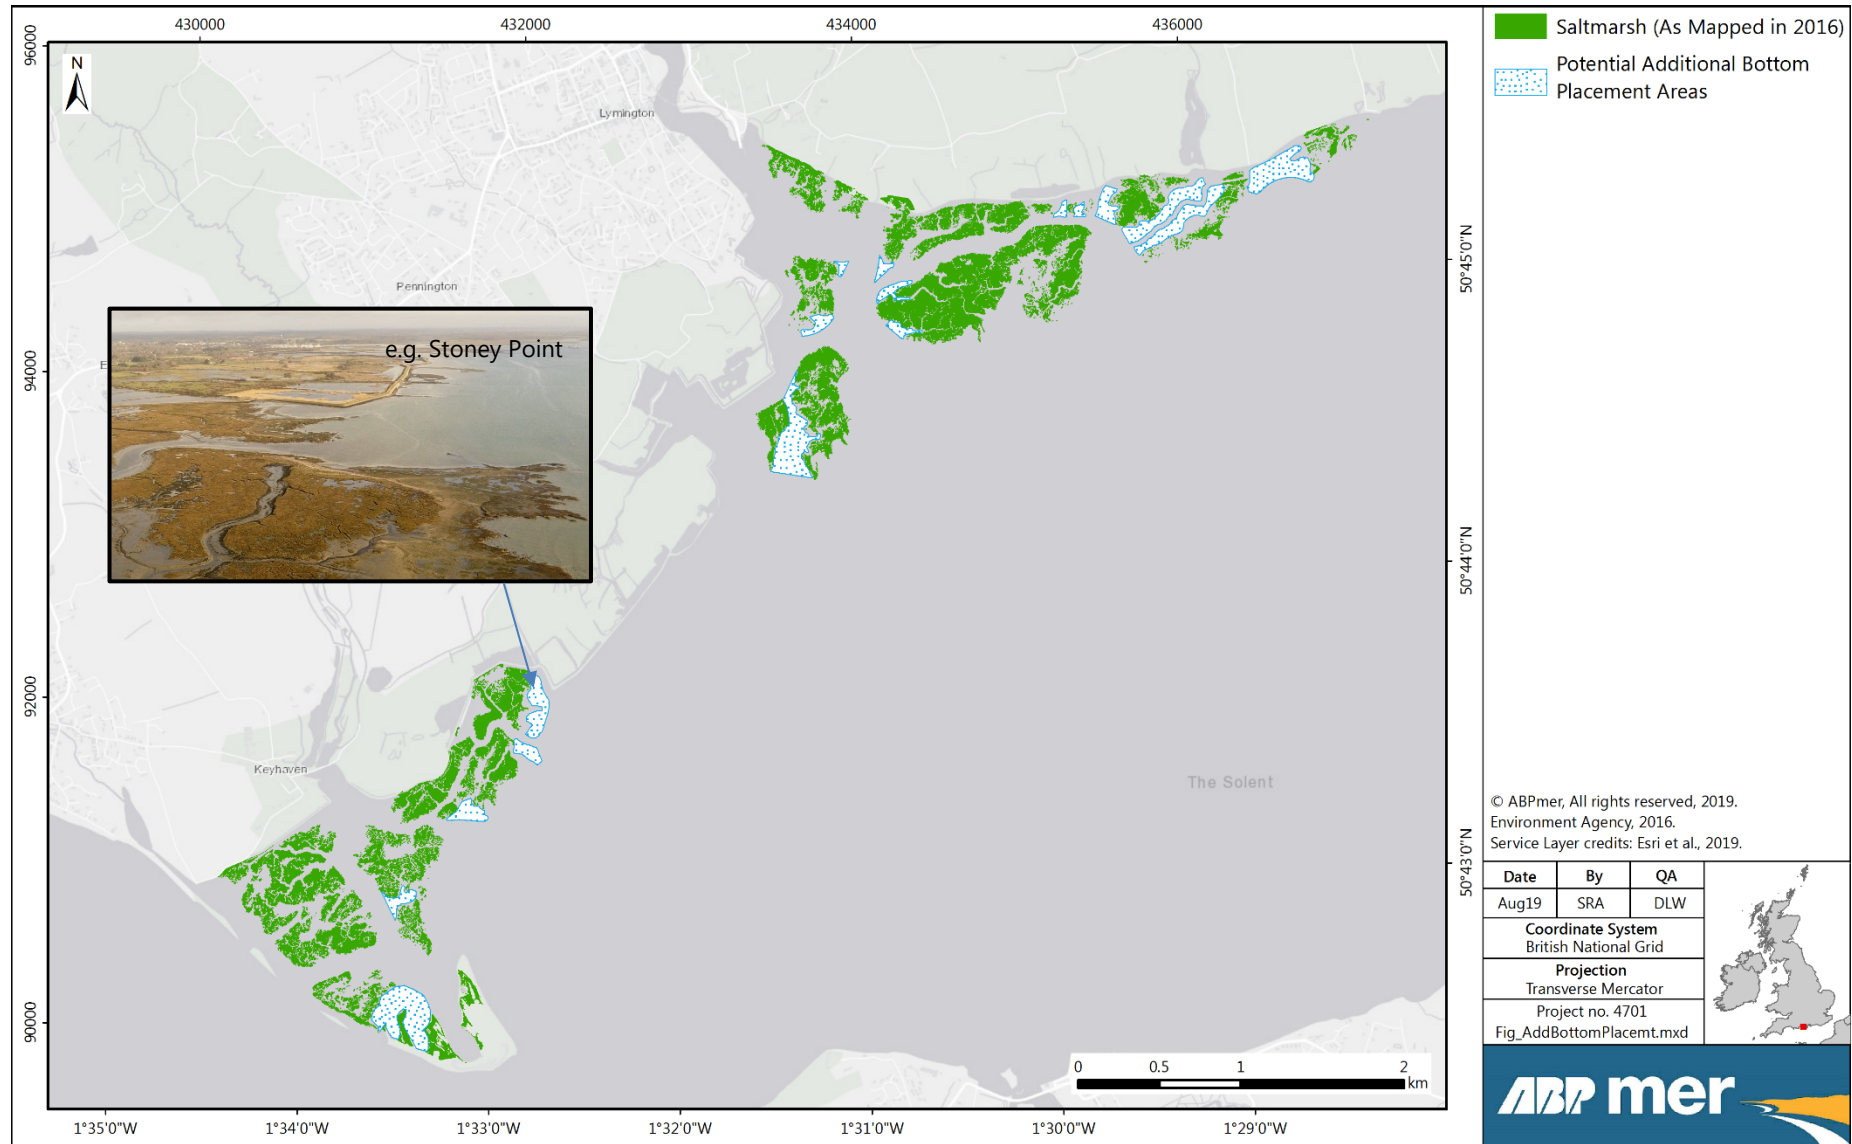 430000
432000
434000
436000
96000
94000
92000
90000
N
Lymington
Pennington
e.g. Stoney Point
Keyhaven
The Solent
50°45'0"N
50°44'0"N
50°43'0"N
0 0.5 1 2
km
1°35'0"W
1°34'0"W
1°33'0"W
1°32'0"W
1°31'0"W
1°30'0"W
1°29'0"W
Saltmarsh (As Mapped in 2016)
Potential Additional Bottom
Placement Areas
© ABPmer, All rights reserved, 2019.
Environment Agency, 2016.
Service Layer credits: Esri et al., 2019.
Date By QA
Aug19 SRA DLW
Coordinate System
British National Grid
Projection
Transverse Mercator
Project no. 4701
Fig_AddBottomPlacemt.mxd
ABPmer